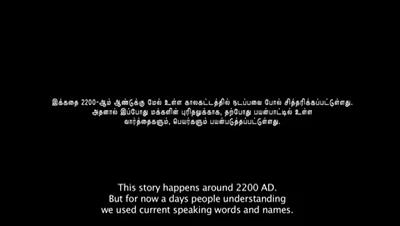 இக்கதை 2200-ஆம் ஆண்டுக்கு மேல் உள்ள காலகட்டத்தில் நடப்பவை போல் சித்தரிக்கப்பட்டுள்ளது.
அதனால் இப்போது மக்களின் புரிதலுக்காக, தற்போது பயன்பாட்டில் உள்ள
வார்த்தைகளும், பெயர்களும் பயன்படுத்தப்பட்டுள்ளது.
This story happens around 2200 AD.
But for now a days people understanding
we used current speaking words and names.